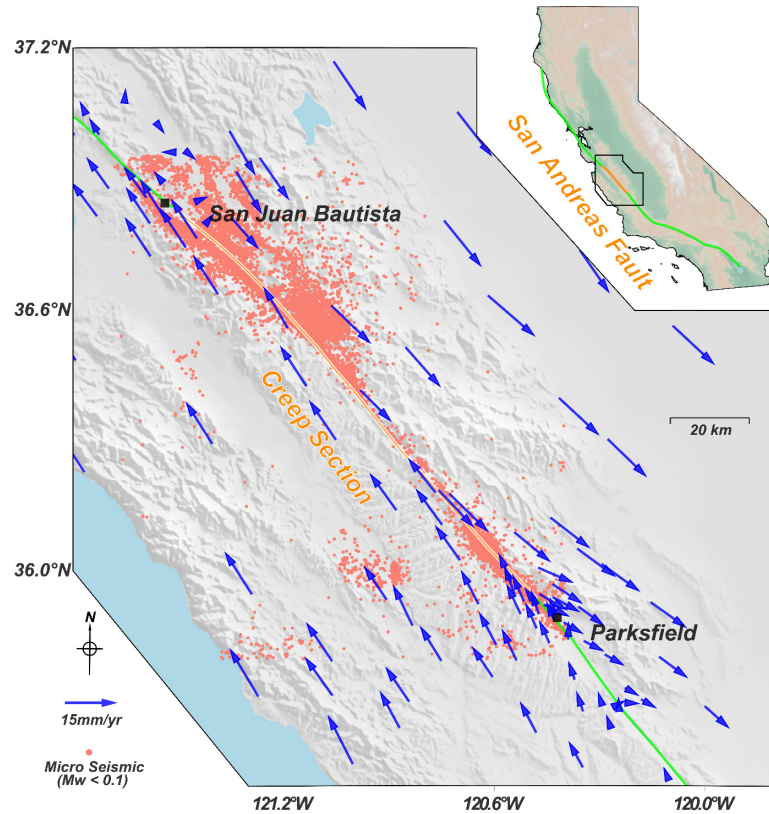 37.2°N
San Andreas Fault
San Juan Bautista
36.6°N
Creep Section
20 km
36.0°N
N
Parksfield
15mm/yr
Micro Seismic
(Mw < 0.1)
121.2°W
120.6°W
120.0°W